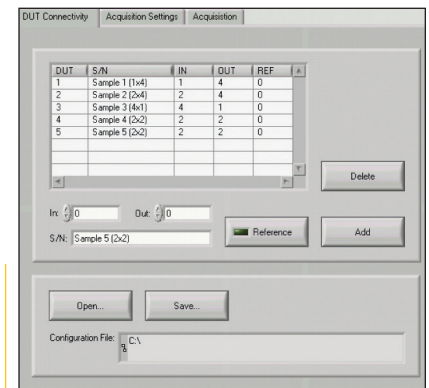 DUT Connectivity Acquisition Settings Acquisistion
DUT S/N IN OUT REF
1 Sample 1 (1x4) 1 4 0
2 Sample 2 (2x4) 2 4 0
3 Sample 3 (4x1) 4 1 0
4 Sample 4 (2x2) 2 2 0
5 Sample 5 (2x2) 2 2 0
Delete
In: 0 Out: 0
S/N: Sample 5 (2x2) Reference Add
Open... Save...
Configuration File: C:\